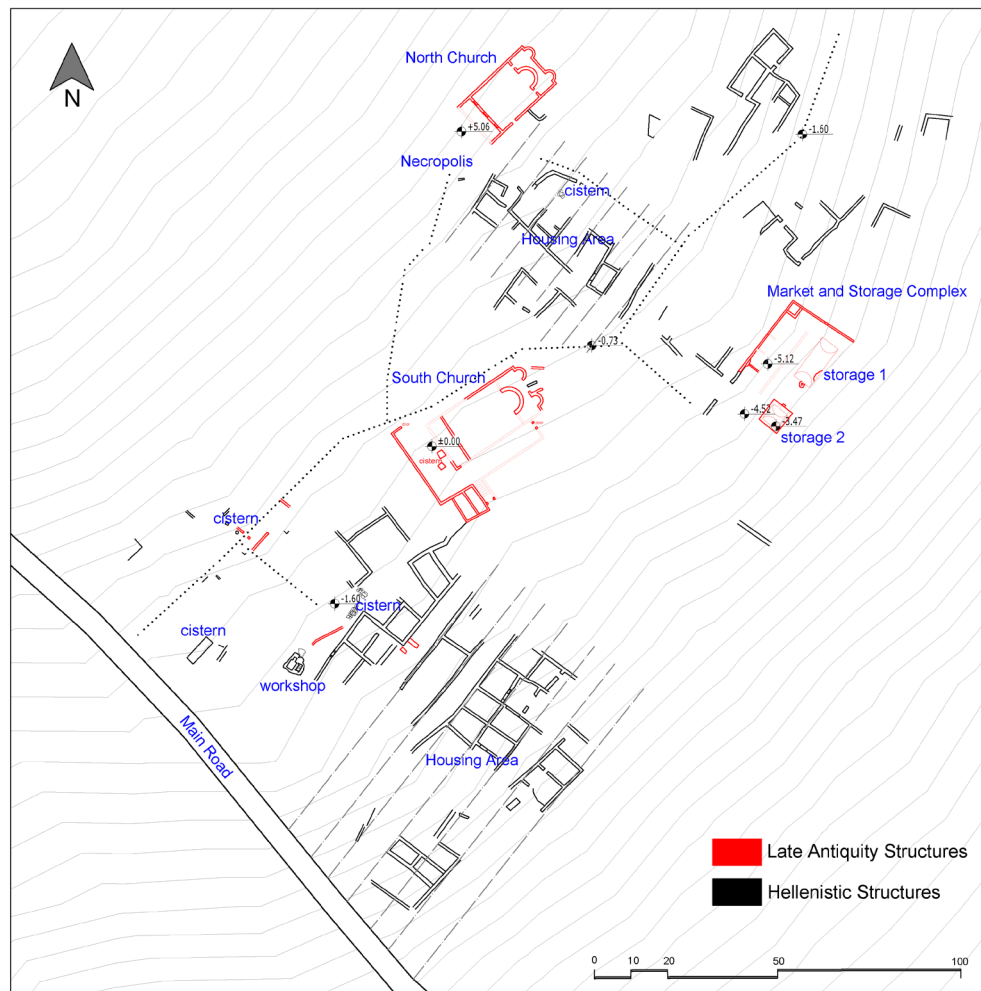 North Church
N
+5.06
-1.60
Necropolis
cistern
Housing Area
Market and Storage Complex
-0.73
-5.12
South Church
storage 1
-4.52
-3.47
storage 2
±0.00
cistern
cistern
-1.60
cistern
cistern
workshop
Main Road
Housing Area
Late Antiquity Structures
Hellenistic Structures
0 10 20 50 100